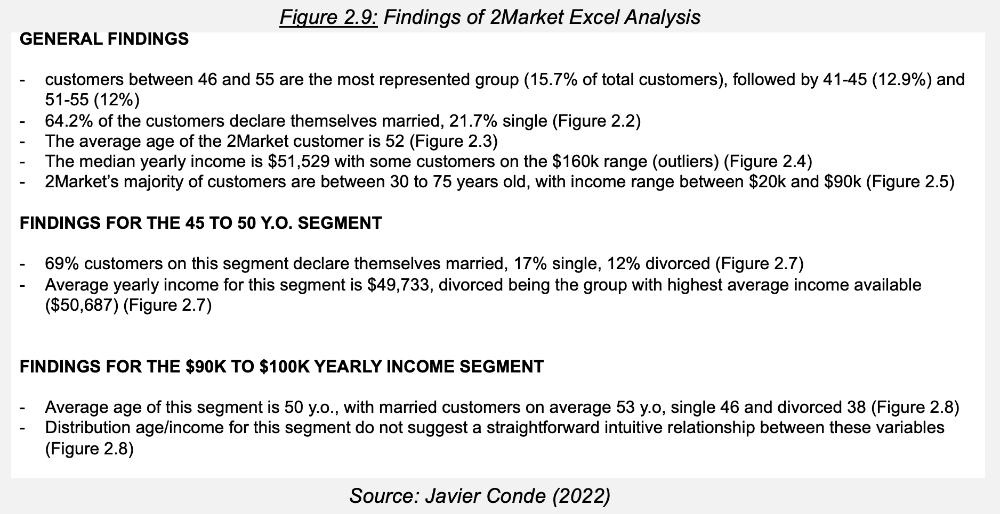 Figure 2.9: Findings of 2Market Excel Analysis
GENERAL FINDINGS
- customers between 46 and 55 are the most represented group (15.7% of total customers), followed by 41-45 (12.9%) and
51-55 (12%)
- 64.2% of the customers declare themselves married, 21.7% single (Figure 2.2)
- The average age of the 2Market customer is 52 (Figure 2.3)
- The median yearly income is $51,529 with some customers on the $160k range (outliers) (Figure 2.4)
- 2Market’s majority of customers are between 30 to 75 years old, with income range between $20k and $90k (Figure 2.5)
FINDINGS FOR THE 45 TO 50 Y.O. SEGMENT
- 69% customers on this segment declare themselves married, 17% single, 12% divorced (Figure 2.7)
- Average yearly income for this segment is $49,733, divorced being the group with highest average income available
($50,687) (Figure 2.7)
FINDINGS FOR THE $90K TO $100K YEARLY INCOME SEGMENT
- Average age of this segment is 50 y.o., with married customers on average 53 y.o, single 46 and divorced 38 (Figure 2.8)
- Distribution age/income for this segment do not suggest a straightforward intuitive relationship between these variables
(Figure 2.8)
Source: Javier Conde (2022)